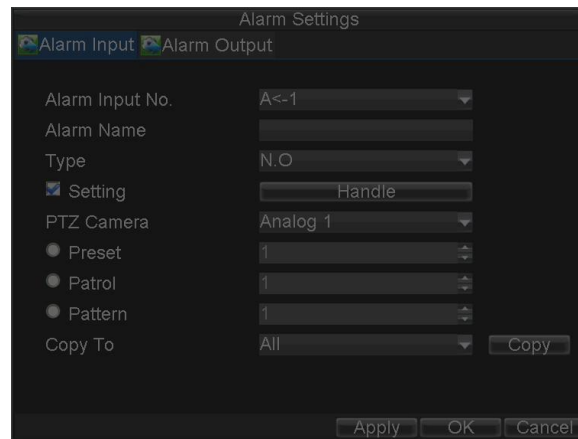 Alarm Settings
Alarm Input Alarm Output
Alarm Input No. A<-1
Alarm Name
Type N.O
Setting Handle
PTZ Camera Analog 1
Preset 1
Patrol 1
Pattern 1
Copy To All Copy
Apply OK Cancel